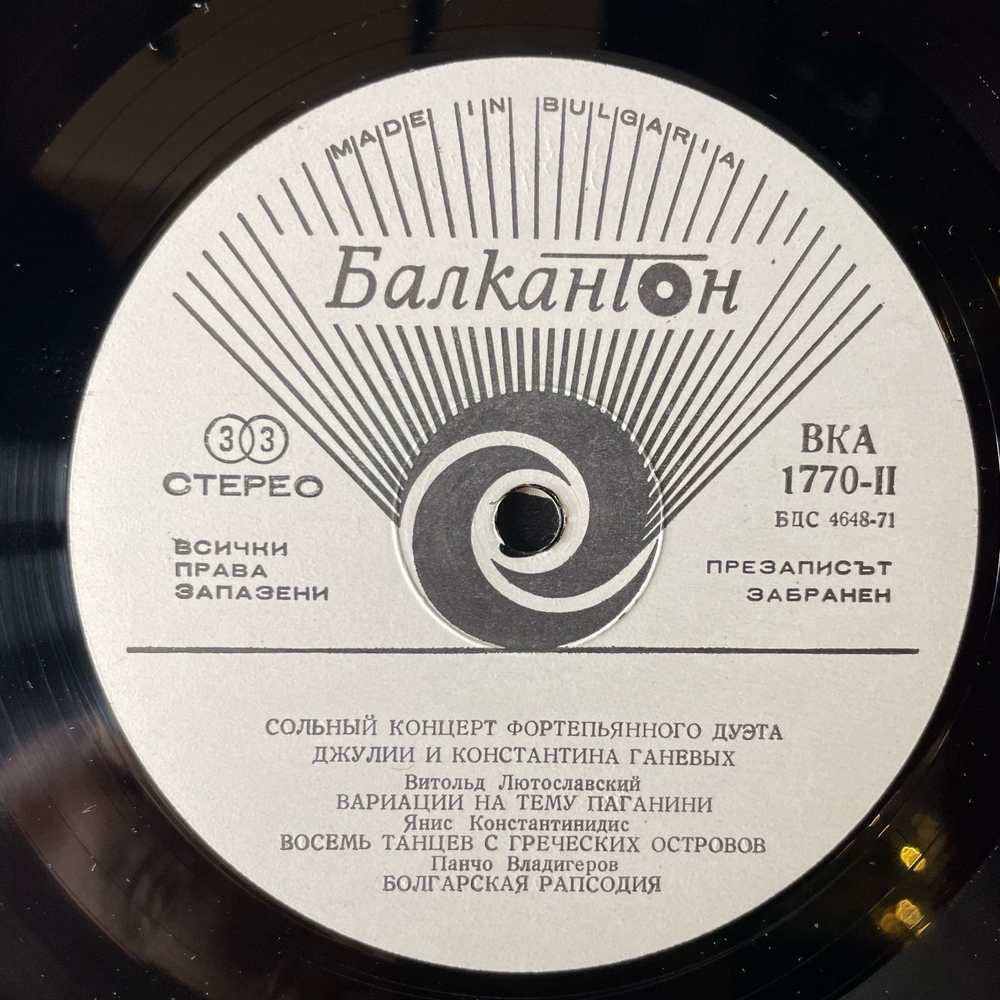 MADE IN BULGARIA
Балкантон
33
СТЕРЕО
ВСИЧКИ
ПРАВА
ЗАПАЗЕНИ
ВКА
1770-II
БДС 4648-71
ПРЕЗАПИСЪТ
ЗАБРАНЕН
СОЛЬНЫЙ КОНЦЕРТ ФОРТЕПЬЯННОГО ДУЭТА
ДЖУЛИИ И КОНСТАНТИНА ГАНЕВЫХ
Витольд Лютославский
ВАРИАЦИИ НА ТЕМУ ПАГАНИНИ
Янис Константинидис
ВОСЕМЬ ТАНЦЕВ С ГРЕЧЕСКИХ ОСТРОВОВ
Панчо Владигеров
БОЛГАРСКАЯ РАПСОДИЯ